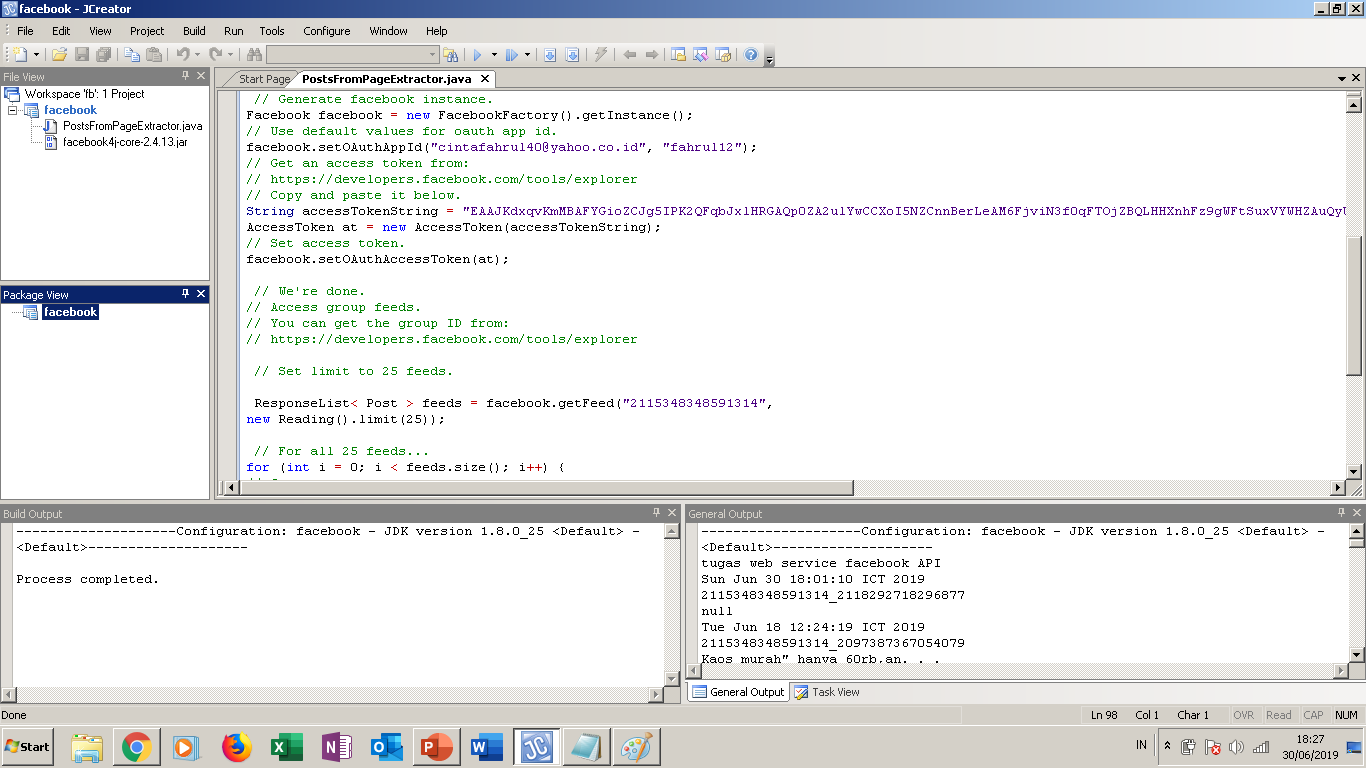 facebook - JCreator
File Edit View Project Build Run Tools Configure Window Help
File View
Workspace 'fb': 1 Project
facebook
PostsFromPageExtractor.java
facebook4j-core-2.4.13.jar
Package View
facebook
Start Page PostsFromPageExtractor.java
// Generate facebook instance.
Facebook facebook = new FacebookFactory().getInstance();
// Use default values for oauth app id.
facebook.setOAuthAppId("cintafahrul40@yahoo.co.id", "fahrul12");
// Get an access token from:
// https://developers.facebook.com/tools/explorer
// Copy and paste it below.
String accessTokenString =
AccessToken at = new AccessToken(accessTokenString);
// Set access token.
facebook.setOAuthAccessToken(at);
// We're done.
// Access group feeds.
// You can get the group ID from:
// https://developers.facebook.com/tools/explorer
// Set limit to 25 feeds.
ResponseList< Post > feeds = facebook.getFeed("2115348348591314",
new Reading().limit(25));
// For all 25 feeds...
for (int i = 0; i < feeds.size(); i++) {
Build Output
--------------------Configuration: facebook - JDK version 1.8.0_25 <Default> -
<Default>--------------------
Process completed.
General Output
--------------------Configuration: facebook - JDK version 1.8.0_25 <Default> -
<Default>--------------------
tugas web service facebook API
Sun Jun 30 18:01:10 ICT 2019
2115348348591314_2118292718296877
null
Tue Jun 18 12:24:19 ICT 2019
2115348348591314_2097387367054079
Kaos murah" hanya 60rb.an. . .
General Output Task View
Done
Ln 98 Col 1 Char 1 OVR Read CAP NUM
Start
IN
18:27
30/06/2019